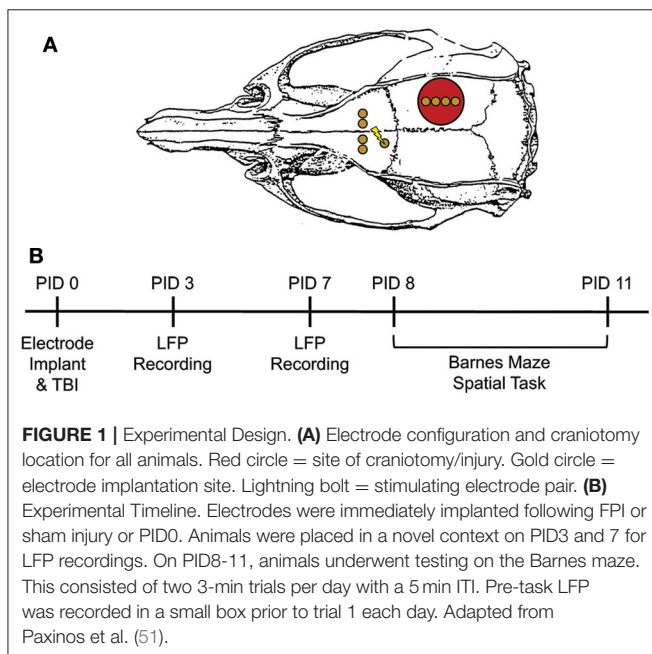 A
B
PID 0 PID 3 PID 7 PID 8 PID 11
Electrode Implant & TBI
LFP Recording
LFP Recording
Barnes Maze Spatial Task
FIGURE 1 | Experimental Design. (A) Electrode configuration and craniotomy
location for all animals. Red circle = site of craniotomy/injury. Gold circle =
electrode implantation site. Lightning bolt = stimulating electrode pair. (B)
Experimental Timeline. Electrodes were immediately implanted following FPI or
sham injury or PID0. Animals were placed in a novel context on PID3 and 7 for
LFP recordings. On PID8-11, animals underwent testing on the Barnes maze.
This consisted of two 3-min trials per day with a 5 min ITI. Pre-task LFP
was recorded in a small box prior to trial 1 each day. Adapted from
Paxinos et al. (51).